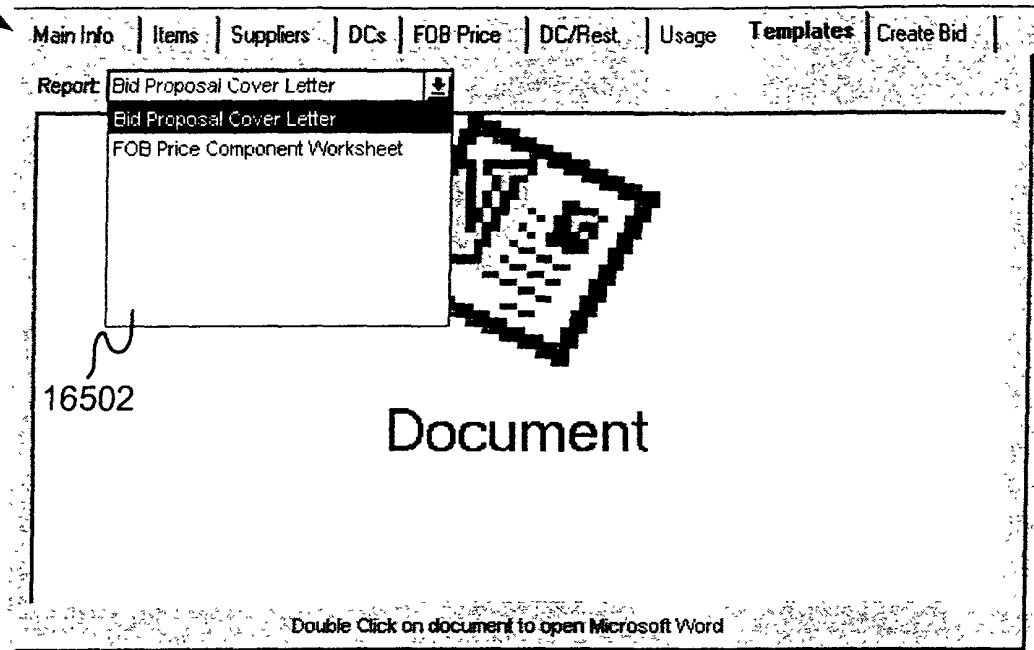 Main Info Items Suppliers DCs FOB Price DC/Rest. Usage Templates Create Bid
Report: Bid Proposal Cover Letter
Bid Proposal Cover Letter
FOB Price Component Worksheet
16502
Document
Double Click on document to open Microsoft Word